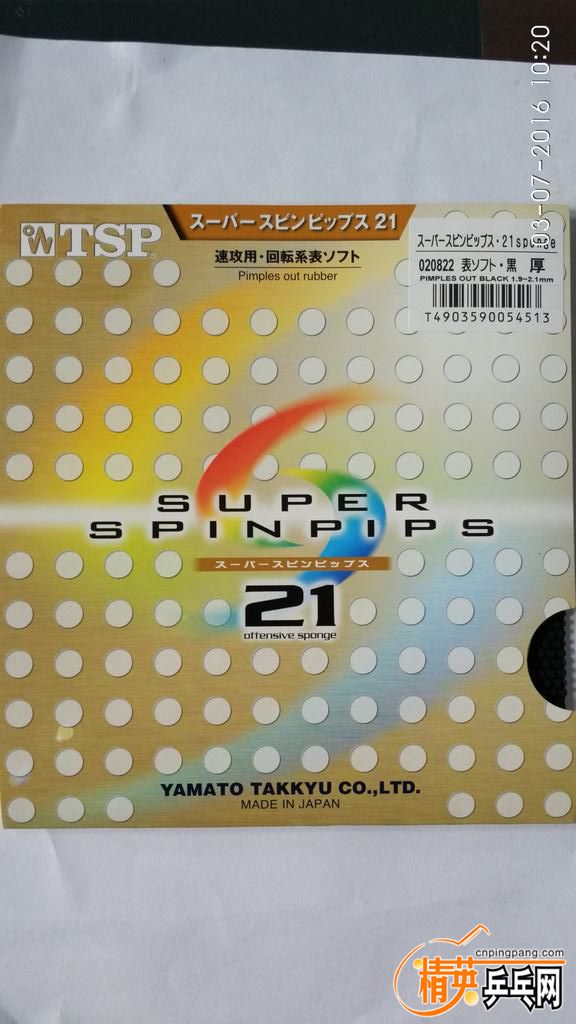 03-07-2016 10:20
TSP
スーパースピンピップス 21
速攻用・回転系表ソフト
Pimples out rubber
スーパースピンピップス・21sponge
020822 表ソフト・黒 厚
PIMPLES OUT BLACK 1.9~2.1mm
T4903590054513
SUPER
SPINPIPS
スーパースピンピップス
21
offensive sponge
YAMATO TAKKYU CO.,LTD.
MADE IN JAPAN
cnpingpang.com
精英乒乓网